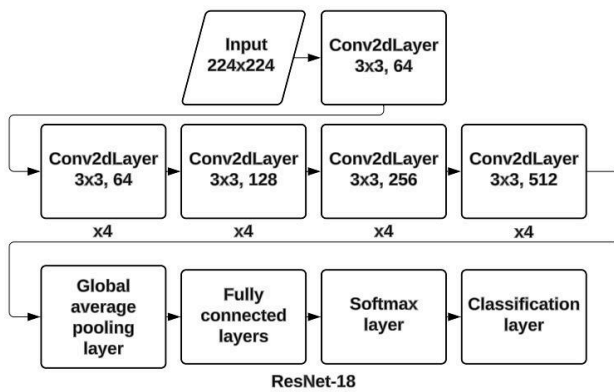 Input
224x224
Conv2dLayer
3x3, 64
Conv2dLayer
3x3, 64
x4
Conv2dLayer
3x3, 128
x4
Conv2dLayer
3x3, 256
x4
Conv2dLayer
3x3, 512
x4
Global
average
pooling
layer
Fully
connected
layers
Softmax
layer
Classification
layer
ResNet-18